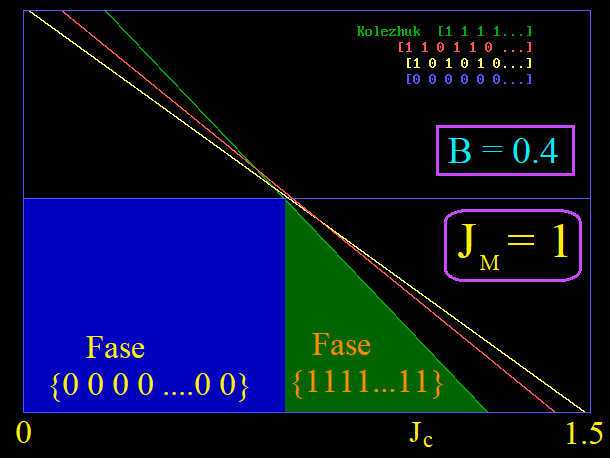 Kolezhuk [1 1 1 1...]
[1 1 0 1 1 0 ...]
[1 0 1 0 1 0...]
[0 0 0 0 0 0...]
B = 0.4
J_M = 1
Fase
{0 0 0 0 ....0 0}
Fase
{1111...11}
0
J_c
1.5